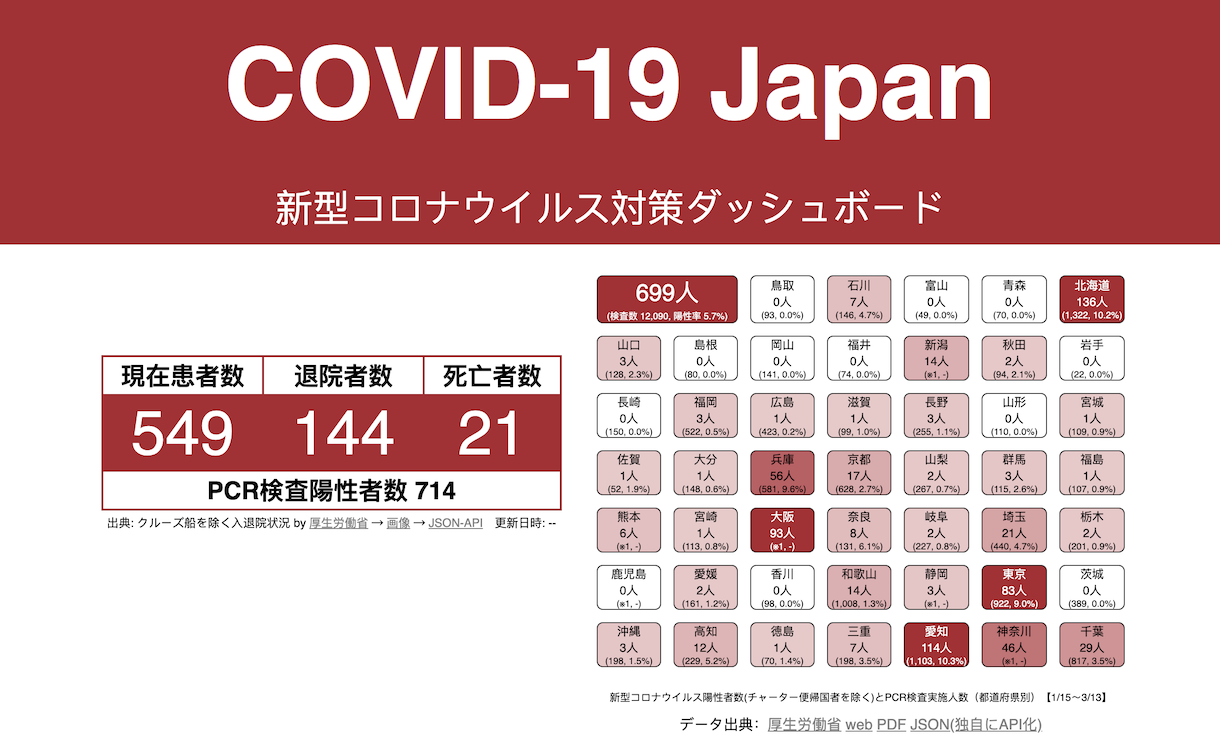 COVID-19 Japan
新型コロナウイルス対策ダッシュボード
現在患者数 退院者数 死亡者数
549 144 21
PCR検査陽性者数 714
出典: クルーズ船を除く入退院状況 by 厚生労働省 → 画像 → JSON-API 更新日時: --
699人
(検査数 12,090, 陽性率 5.7%)
鳥取
0人
(93, 0.0%)
石川
7人
(146, 4.7%)
富山
0人
(49, 0.0%)
青森
0人
(70, 0.0%)
北海道
136人
(1,322, 10.2%)
山口
3人
(128, 2.3%)
島根
0人
(80, 0.0%)
岡山
0人
(141, 0.0%)
福井
0人
(74, 0.0%)
新潟
14人
(※1, -)
秋田
2人
(94, 2.1%)
岩手
0人
(22, 0.0%)
長崎
0人
(150, 0.0%)
福岡
3人
(522, 0.5%)
広島
1人
(423, 0.2%)
滋賀
1人
(99, 1.0%)
長野
3人
(255, 1.1%)
山形
0人
(110, 0.0%)
宮城
1人
(109, 0.9%)
佐賀
1人
(52, 1.9%)
大分
1人
(148, 0.6%)
兵庫
56人
(581, 9.6%)
京都
17人
(628, 2.7%)
山梨
2人
(267, 0.7%)
群馬
3人
(115, 2.6%)
福島
1人
(107, 0.9%)
熊本
6人
(※1, -)
宮崎
1人
(113, 0.8%)
大阪
93人
(※1, -)
奈良
8人
(131, 6.1%)
岐阜
2人
(227, 0.8%)
埼玉
21人
(440, 4.7%)
栃木
2人
(201, 0.9%)
鹿児島
0人
(※1, -)
愛媛
2人
(161, 1.2%)
香川
0人
(98, 0.0%)
和歌山
14人
(1,008, 1.3%)
静岡
3人
(※1, -)
東京
83人
(922, 9.0%)
茨城
0人
(389, 0.0%)
沖縄
3人
(198, 1.5%)
高知
12人
(229, 5.2%)
徳島
1人
(70, 1.4%)
三重
7人
(198, 3.5%)
愛知
114人
(1,103, 10.3%)
神奈川
46人
(※1, -)
千葉
29人
(817, 3.5%)
新型コロナウイルス陽性者数(チャーター便帰国者を除く)とPCR検査実施人数（都道府県別）【1/15〜3/13】
データ出典： 厚生労働省 web PDF JSON(独自にAPI化)